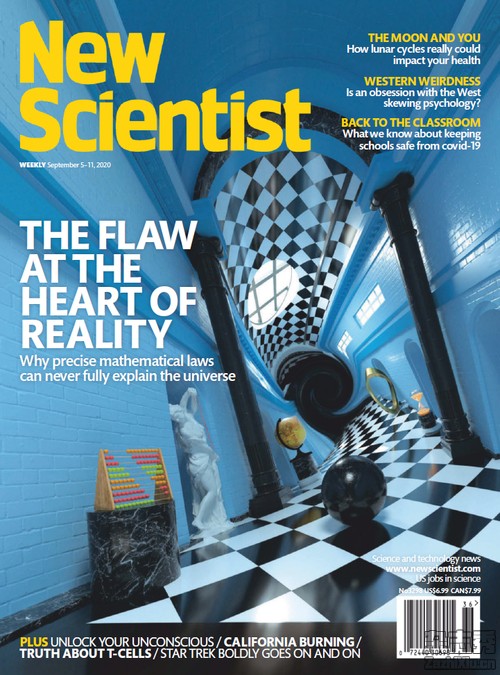 New
Scientist
WEEKLY September 5–11, 2020
THE MOON AND YOU
How lunar cycles really could
impact your health
WESTERN WEIRDNESS
Is an obsession with the West
skewing psychology?
BACK TO THE CLASSROOM
What we know about keeping
schools safe from covid-19
THE FLAW
AT THE
HEART OF
REALITY
Why precise mathematical laws
can never fully explain the universe
Science and technology news
www.newscientist.com
US jobs in science
US$6.99 CAN$7.99
36
PLUS UNLOCK YOUR UNCONSCIOUS / CALIFORNIA BURNING /
TRUTH ABOUT T-CELLS / STAR TREK BOLDLY GOES ON AND ON